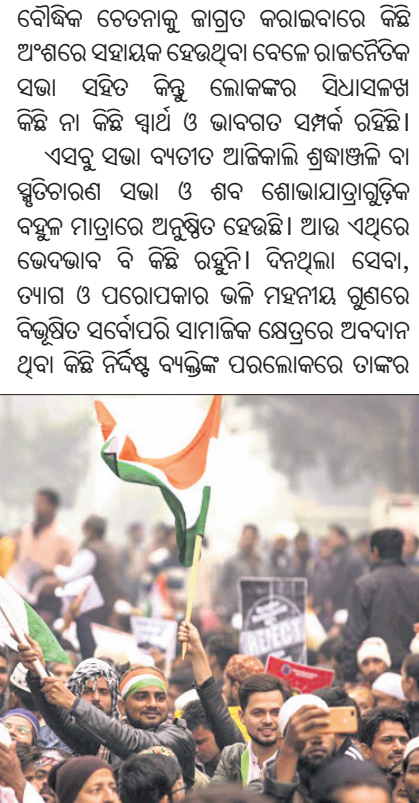 ବୌଦ୍ଧିକ ଚେତନାକୁ ଜାଗ୍ରତ କରାଇବାରେ କିଛି
ଅଂଶରେ ସହାୟକ ହେଉଥିବା ବେଳେ ରାଜନୈତିକ
ସଭା ସହିତ କିନ୍ତୁ ଲୋକଙ୍କର ସିଧାସଳଖ
କିଛି ନା କିଛି ସ୍ୱାର୍ଥ ଓ ଭାବଗତ ସମ୍ପର୍କ ରହିଛି।
ଏସବୁ ସଭା ବ୍ୟତୀତ ଆଜିକାଲି ଶ୍ରଦ୍ଧାଞ୍ଜଳି ବା
ସ୍ମୃତିଚାରଣ ସଭା ଓ ଶବ ଶୋଭାଯାତ୍ରାଗୁଡ଼ିକ
ବହୁଳ ମାତ୍ରାରେ ଅନୁଷ୍ଠିତ ହେଉଛି। ଆଉ ଏଥିରେ
ଭେଦଭାବ ବି କିଛି ରହୁନି। ଦିନଥିଲା ସେବା,
ତ୍ୟାଗ ଓ ପରୋପକାର ଭଳି ମହନୀୟ ଗୁଣରେ
ବିଭୂଷିତ ସର୍ବୋପରି ସାମାଜିକ କ୍ଷେତ୍ରରେ ଅବଦାନ
ଥିବା କିଛି ନିର୍ଦ୍ଦିଷ୍ଟ ବ୍ୟକ୍ତିଙ୍କ ପରଲୋକରେ ତାଙ୍କର
REJECT